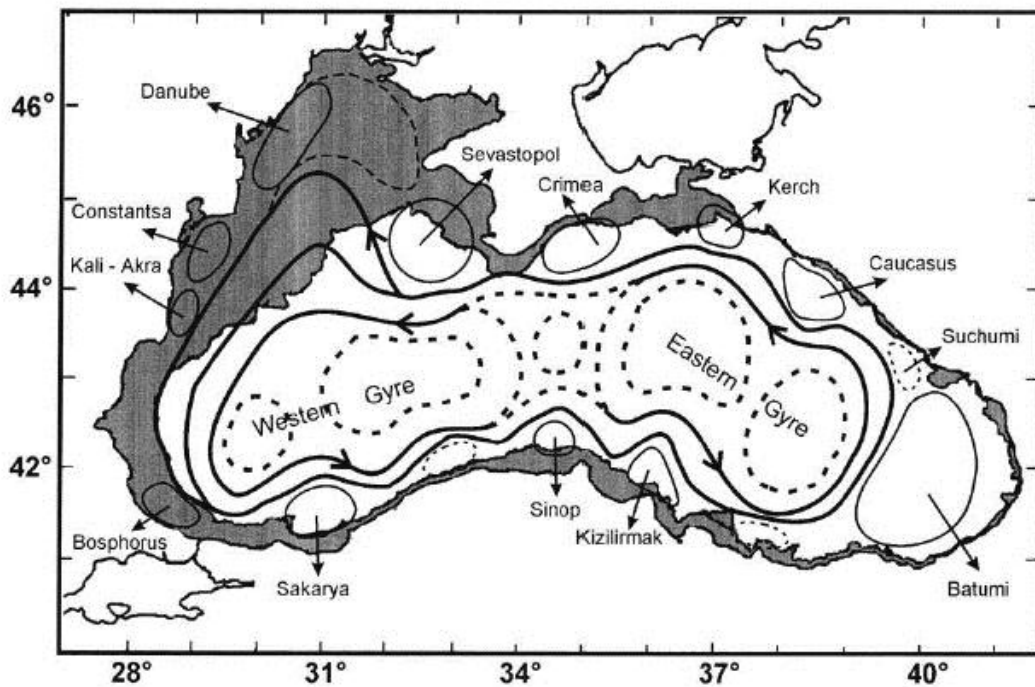 46°
44°
42°
28°
31°
34°
37°
40°
Danube
Constantsa
Kali - Akra
Sevastopol
Crimea
Kerch
Caucasus
Suchumi
Western Gyre
Eastern Gyre
Bosphorus
Sakarya
Sinop
Kizilirmak
Batumi